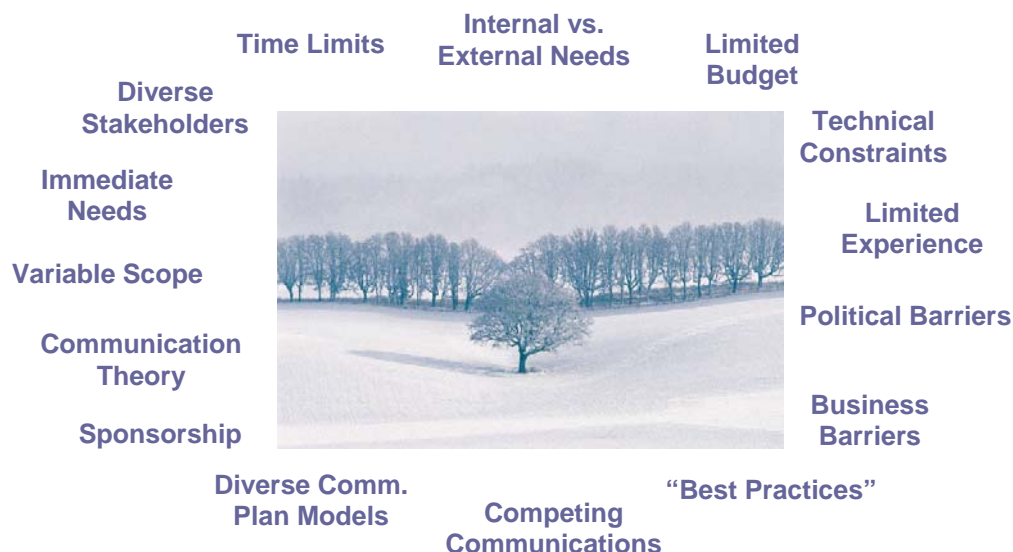 Time Limits
Internal vs.
External Needs
Limited
Budget
Diverse
Stakeholders
Technical
Constraints
Immediate
Needs
Limited
Experience
Variable Scope
Political Barriers
Communication
Theory
Business
Barriers
Sponsorship
Diverse Comm.
Plan Models
“Best Practices”
Competing
Communications